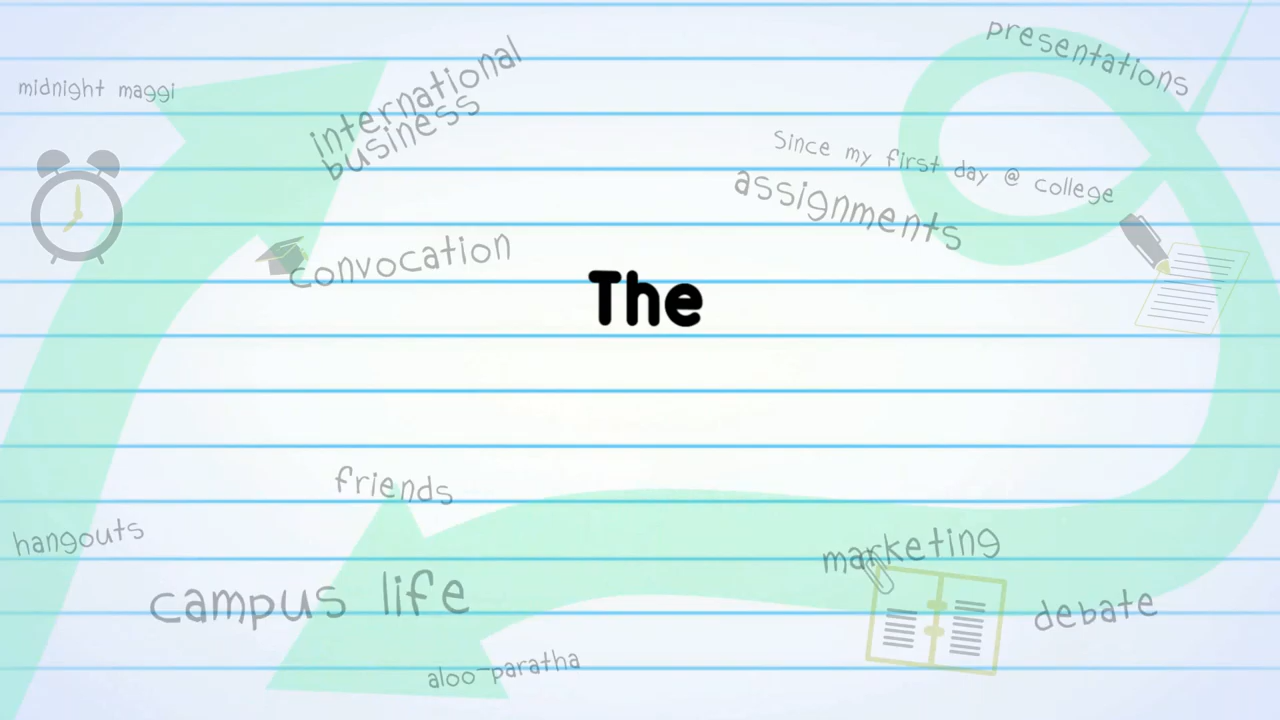 presentations
midnight maggi
international
business
Since my first day @ college
assignments
convocation
The
friends
hangouts
marketing
campus life
debate
aloo-paratha